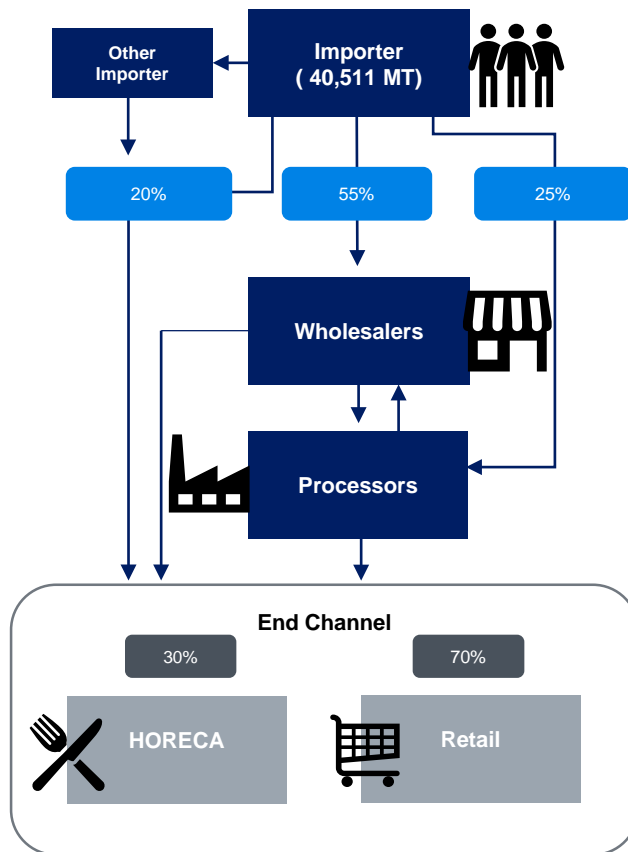 Other
Importer
Importer
( 40,511 MT)
20%
55%
25%
Wholesalers
Processors
End Channel
30%
70%
HORECA
Retail